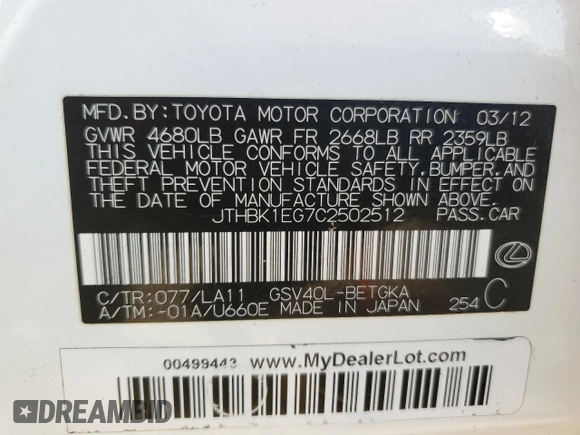 MFD.BY:TOYOTA MOTOR CORPORATION 03/12
GVWR 4680LB GAWR FR 2668LB RR 2359LB
THIS VEHICLE CONFORMS TO ALL APPLICABLE
FEDERAL MOTOR VEHICLE SAFETY,BUMPER,AND
THEFT PREVENTION STANDARDS IN EFFECT ON
THE DATE OF MANUFACTURE SHOWN ABOVE.
JTHBK1EG7C2502512 PASS.CAR
C/TR:077/LA11 GSV40L-BETGKA
A/TM:-01A/U660E MADE IN JAPAN 254 C
00499443 www.MyDealerLot.com
DREAMBID